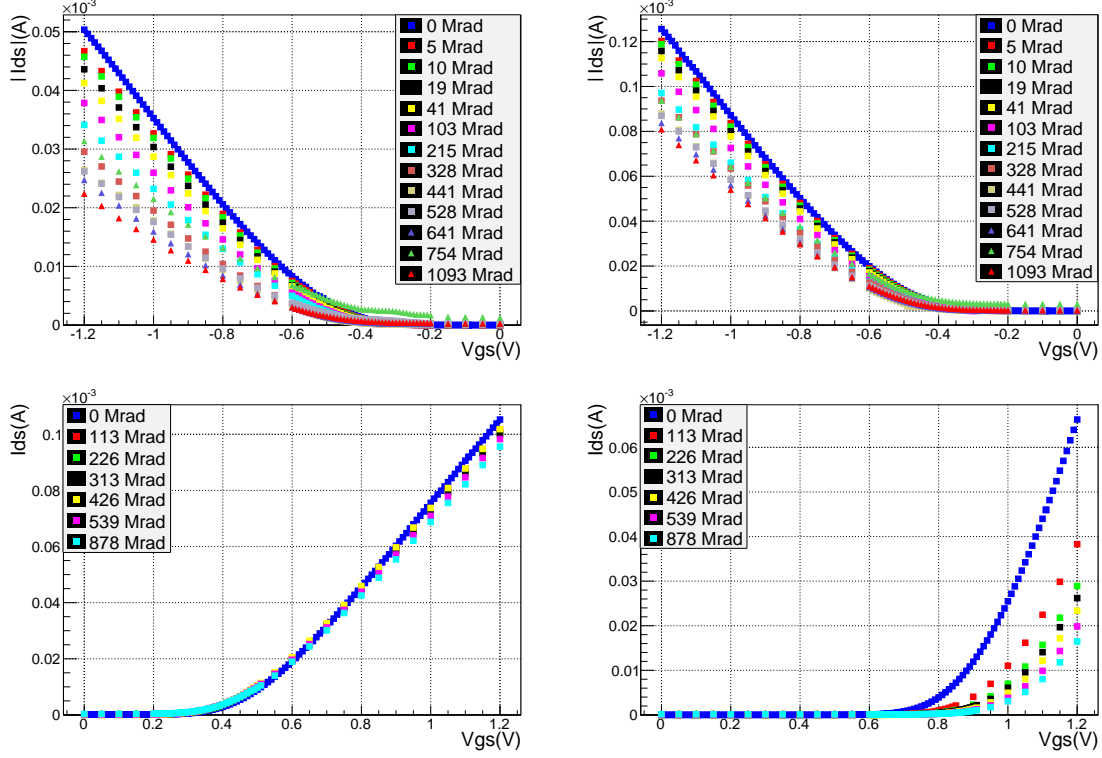 ×10⁻³
|Ids|(A)
0.05
0.04
0.03
0.02
0.01
0
-1.2 -1 -0.8 -0.6 -0.4 -0.2 0
Vgs(V)
0 Mrad
5 Mrad
10 Mrad
19 Mrad
41 Mrad
103 Mrad
215 Mrad
328 Mrad
441 Mrad
528 Mrad
641 Mrad
754 Mrad
1093 Mrad
×10⁻³
|Ids|(A)
0.12
0.1
0.08
0.06
0.04
0.02
0
-1.2 -1 -0.8 -0.6 -0.4 -0.2 0
Vgs(V)
0 Mrad
5 Mrad
10 Mrad
19 Mrad
41 Mrad
103 Mrad
215 Mrad
328 Mrad
441 Mrad
528 Mrad
641 Mrad
754 Mrad
1093 Mrad
×10⁻³
Ids(A)
0.1
0.08
0.06
0.04
0.02
0
0 0.2 0.4 0.6 0.8 1 1.2
Vgs(V)
0 Mrad
113 Mrad
226 Mrad
313 Mrad
426 Mrad
539 Mrad
878 Mrad
×10⁻³
Ids(A)
0.06
0.05
0.04
0.03
0.02
0.01
0
0 0.2 0.4 0.6 0.8 1 1.2
Vgs(V)
0 Mrad
113 Mrad
226 Mrad
313 Mrad
426 Mrad
539 Mrad
878 Mrad